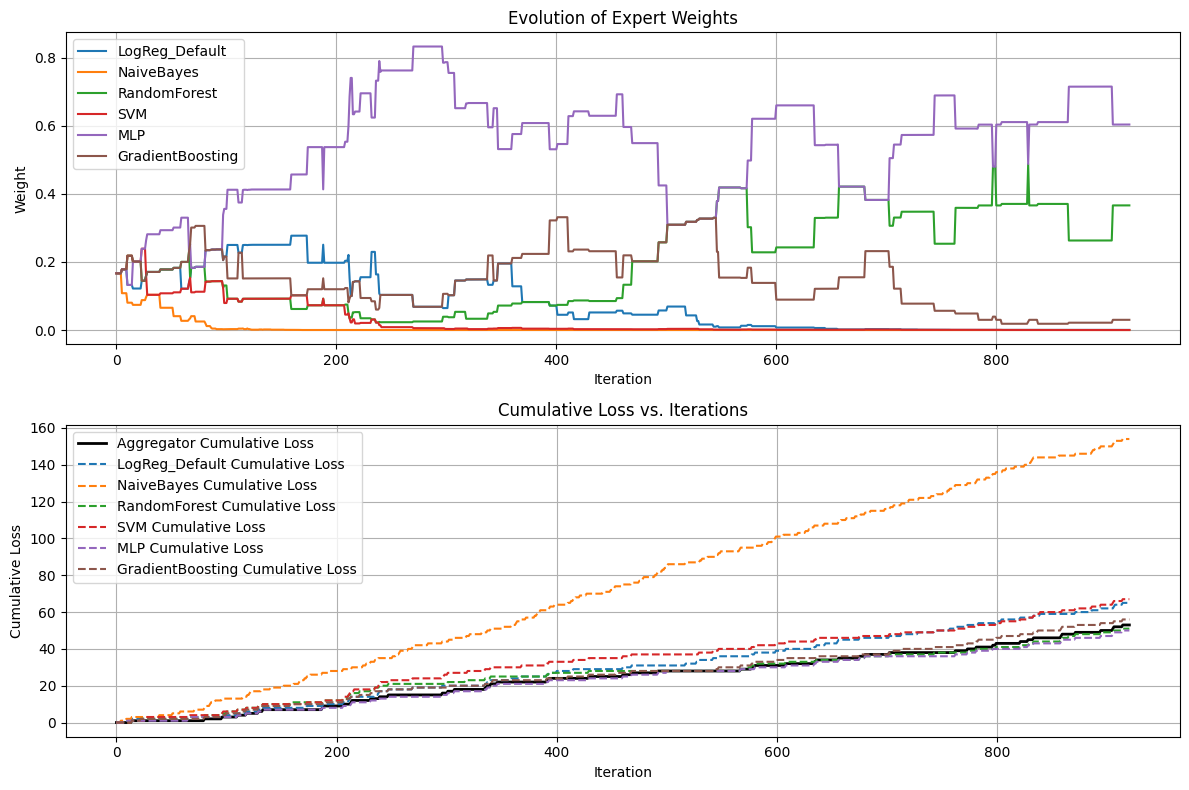 Evolution of Expert Weights
LogReg_Default
NaiveBayes
RandomForest
SVM
MLP
GradientBoosting
0.8
0.6
0.4
0.2
0.0
Weight
0
200
400
600
800
Iteration
Cumulative Loss vs. Iterations
Aggregator Cumulative Loss
LogReg_Default Cumulative Loss
NaiveBayes Cumulative Loss
RandomForest Cumulative Loss
SVM Cumulative Loss
MLP Cumulative Loss
GradientBoosting Cumulative Loss
160
140
120
100
80
60
40
20
0
Cumulative Loss
0
200
400
600
800
Iteration